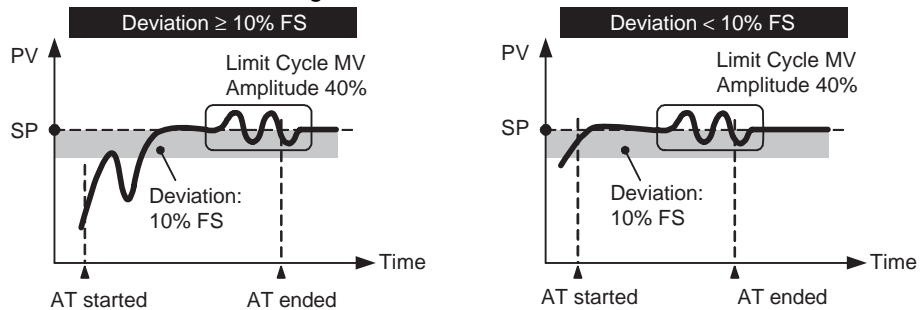 Deviation ≥ 10% FS
PV
Limit Cycle MV
Amplitude 40%
SP
Deviation:
10% FS
Time
AT started
AT ended
Deviation < 10% FS
PV
Limit Cycle MV
Amplitude 40%
SP
Deviation:
10% FS
Time
AT started
AT ended